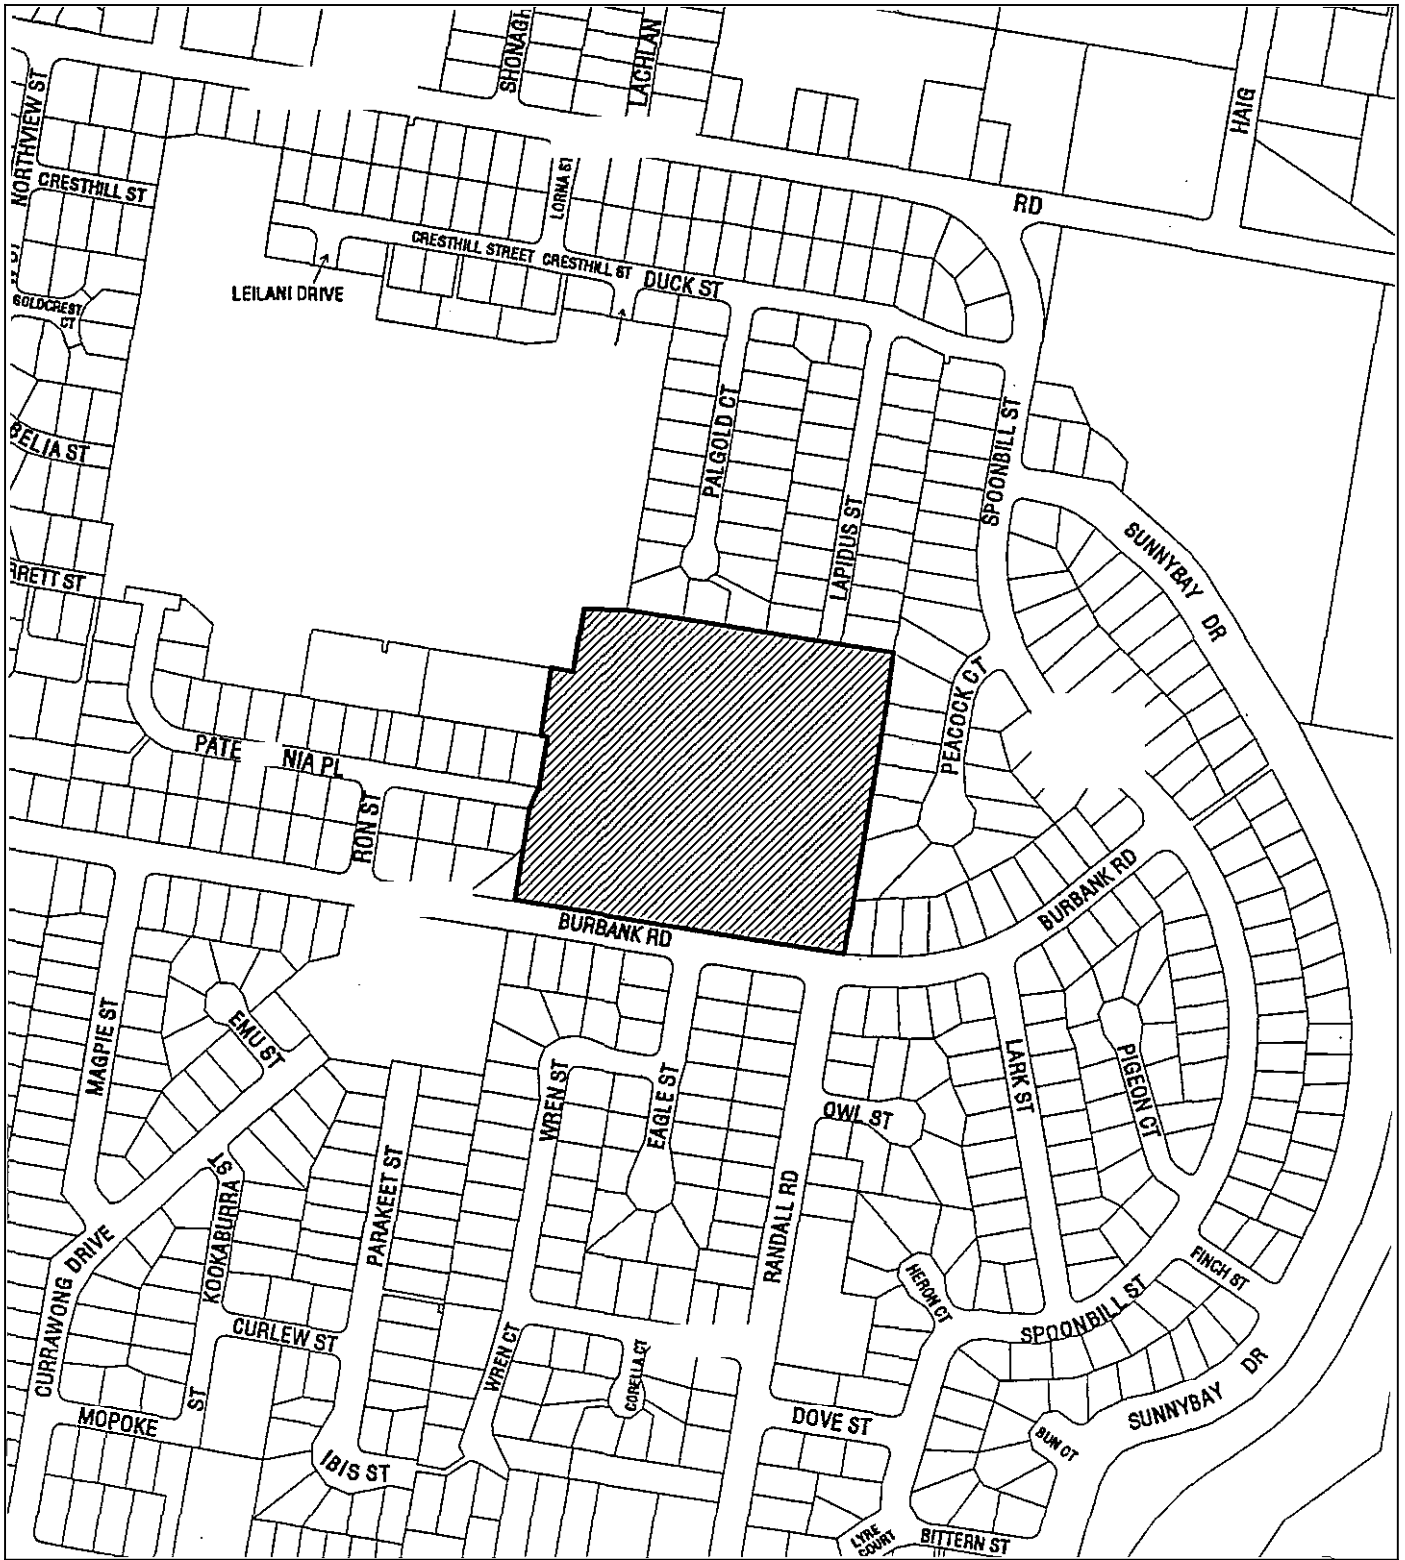 SHONAGH
LACHLAN
NORTHVIEW ST
HAIG
CRESTHILL ST
LORNA ST
RD
CRESTHILL STREET
CRESTHILL ST
DUCK ST
LEILANI DRIVE
GOLDCREST
CT
BELIA ST
PALGOLD CT
LAPIDUS ST
SPOONBILL ST
SUNNYBAY
DR
RRETT ST
PEACOCK CT
PATE
NIA PL
RON ST
BURBANK RD
BURBANK RD
MAGPIE ST
EMU ST
WREN ST
EAGLE ST
OWL ST
LARK ST
PIGEON CT
KOOKABURRA
ST
PARAKEET ST
RANDALL RD
CURRAWONG DRIVE
HERON CT
FINCH ST
SPOONBILL ST
CURLEW ST
WREN CT
CORELLA CT
SUNNYBAY
DR
MOPOKE
ST
DOVE ST
BUN CT
IBIS ST
LYRE
COURT
BITTERN ST